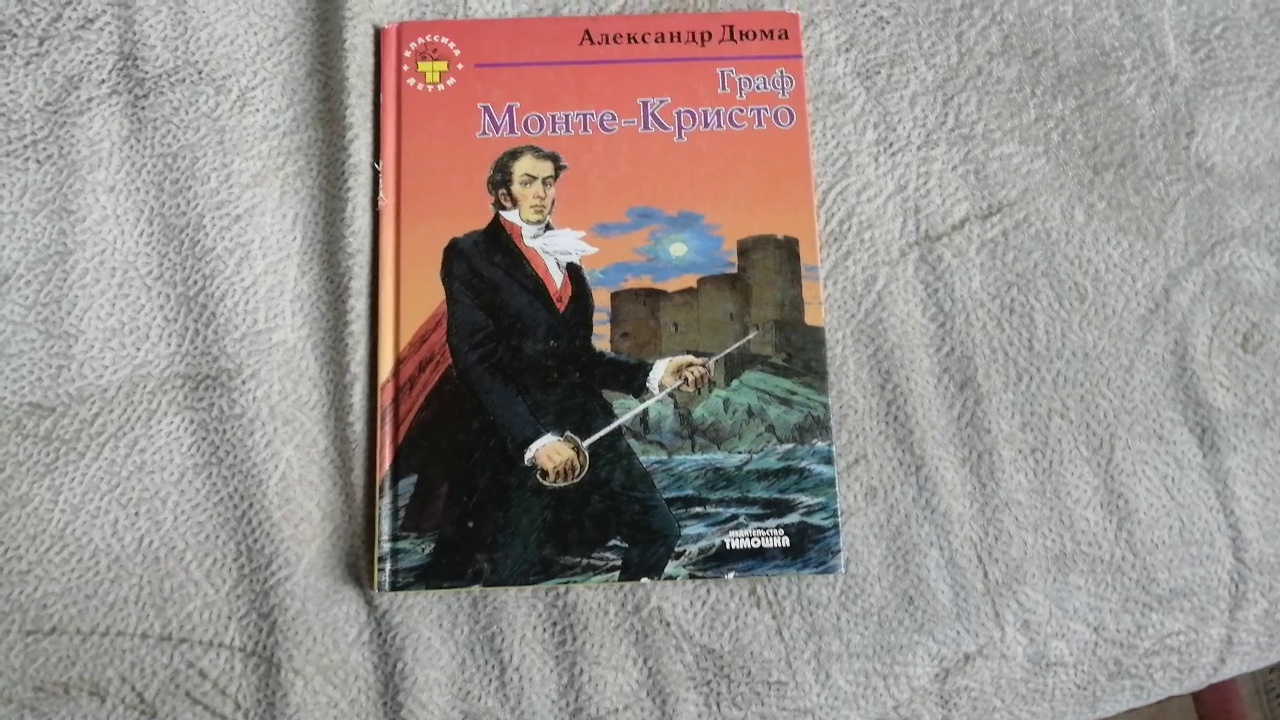 КЛАССИКА
ДЕТЯМ
Александр Дюма
Граф
Монте-Кристо
ИЗДАТЕЛЬСТВО
ТИМОШКА